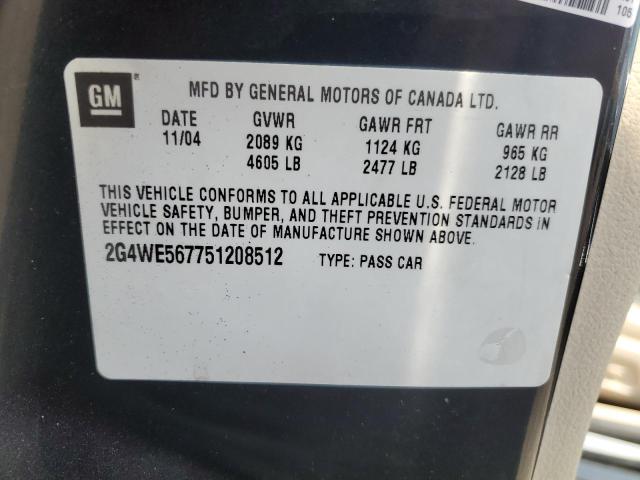 106
GM
MFD BY GENERAL MOTORS OF CANADA LTD.
DATE GVWR GAWR FRT GAWR RR
11/04 2089 KG 1124 KG 965 KG
4605 LB 2477 LB 2128 LB
THIS VEHICLE CONFORMS TO ALL APPLICABLE U.S. FEDERAL MOTOR
VEHICLE SAFETY, BUMPER, AND THEFT PREVENTION STANDARDS IN
EFFECT ON THE DATE OF MANUFACTURE SHOWN ABOVE.
2G4WE567751208512 TYPE: PASS CAR